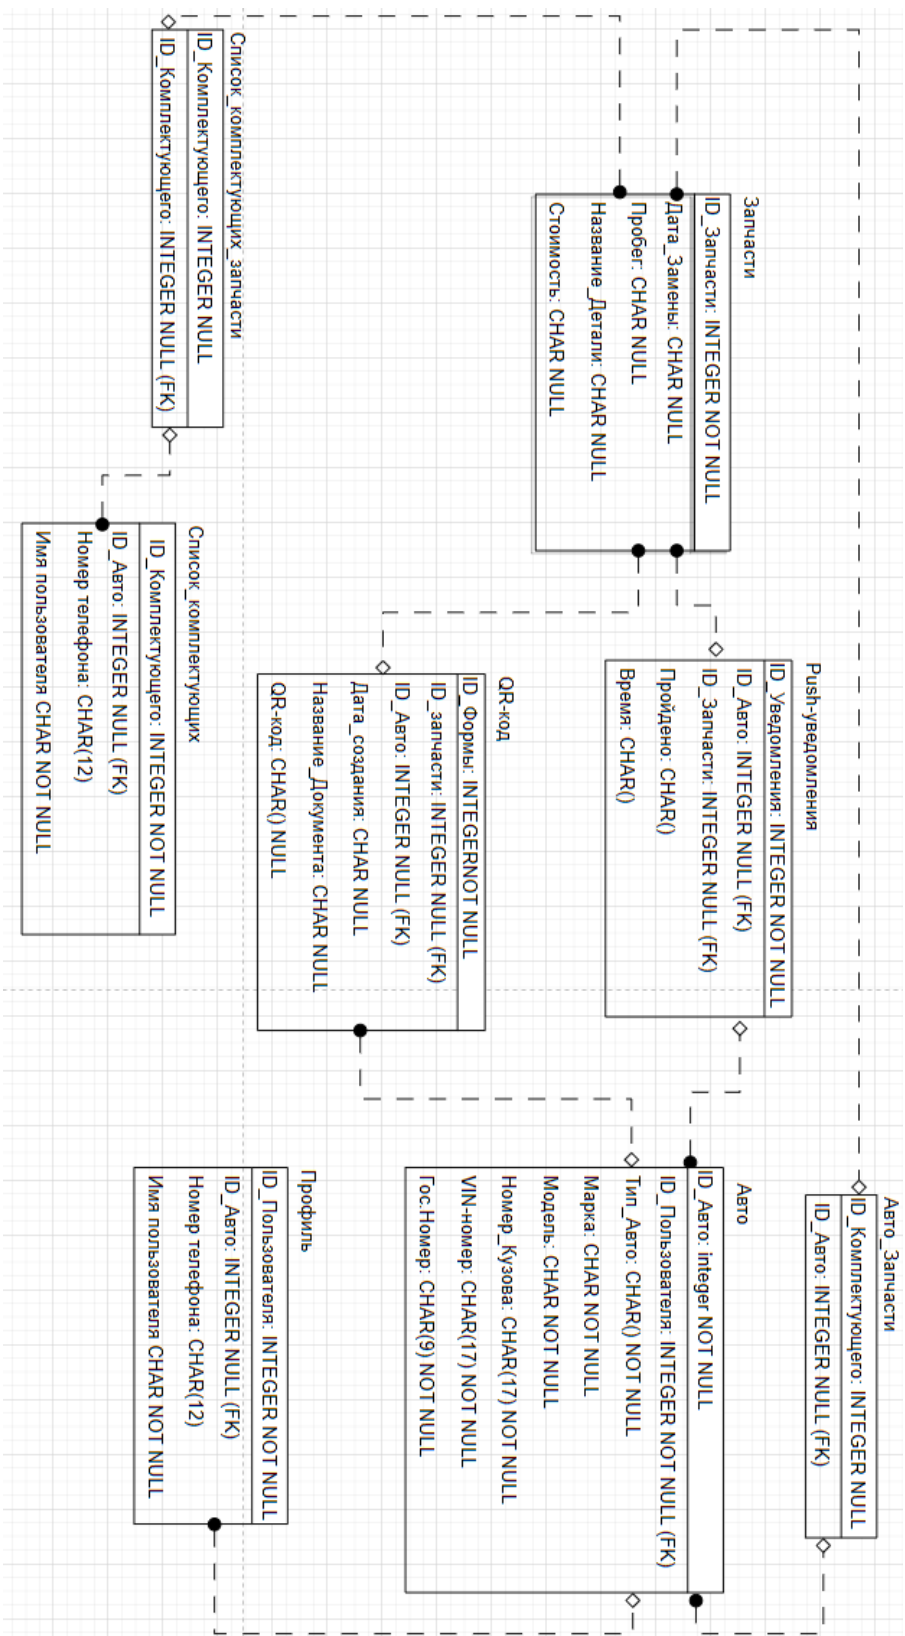 Список_комплектующих_запчасти
ID_Комплектующего: INTEGER NULL
ID_Комплектующего: INTEGER NULL (FK)
Запчасти
ID_Запчасти: INTEGER NOT NULL
Дата_Замены: CHAR NULL
Пробег: CHAR NULL
Название_Детали: CHAR NULL
Стоимость: CHAR NULL
Список_комплектующих
ID_Комплектующего: INTEGER NOT NULL
ID_Авто: INTEGER NULL (FK)
Номер телефона: CHAR(12)
Имя пользователя CHAR NOT NULL
QR-код
ID_Формы: INTEGERNOT NULL
ID_запчасти: INTEGER NULL (FK)
ID_Авто: INTEGER NULL (FK)
Дата_создания: CHAR NULL
Название_Документа: CHAR NULL
QR-код: CHAR() NULL
Push-уведомления
ID_Уведомления: INTEGER NOT NULL
ID_Авто: INTEGER NULL (FK)
ID_Запчасти: INTEGER NULL (FK)
Пройдено: CHAR()
Время: CHAR()
Профиль
ID_Пользователя: INTEGER NOT NULL
ID_Авто: INTEGER NULL (FK)
Номер телефона: CHAR(12)
Имя пользователя CHAR NOT NULL
Авто
ID_Авто: integer NOT NULL
ID_Пользователя: INTEGER NOT NULL (FK)
Тип_Авто: CHAR() NOT NULL
Марка: CHAR NOT NULL
Модель: CHAR NOT NULL
Номер_Кузова: CHAR(17) NOT NULL
VIN-номер: CHAR(17) NOT NULL
Гос.Номер: CHAR(9) NOT NULL
Авто_Запчасти
ID_Комплектующего: INTEGER NULL
ID_Авто: INTEGER NULL (FK)